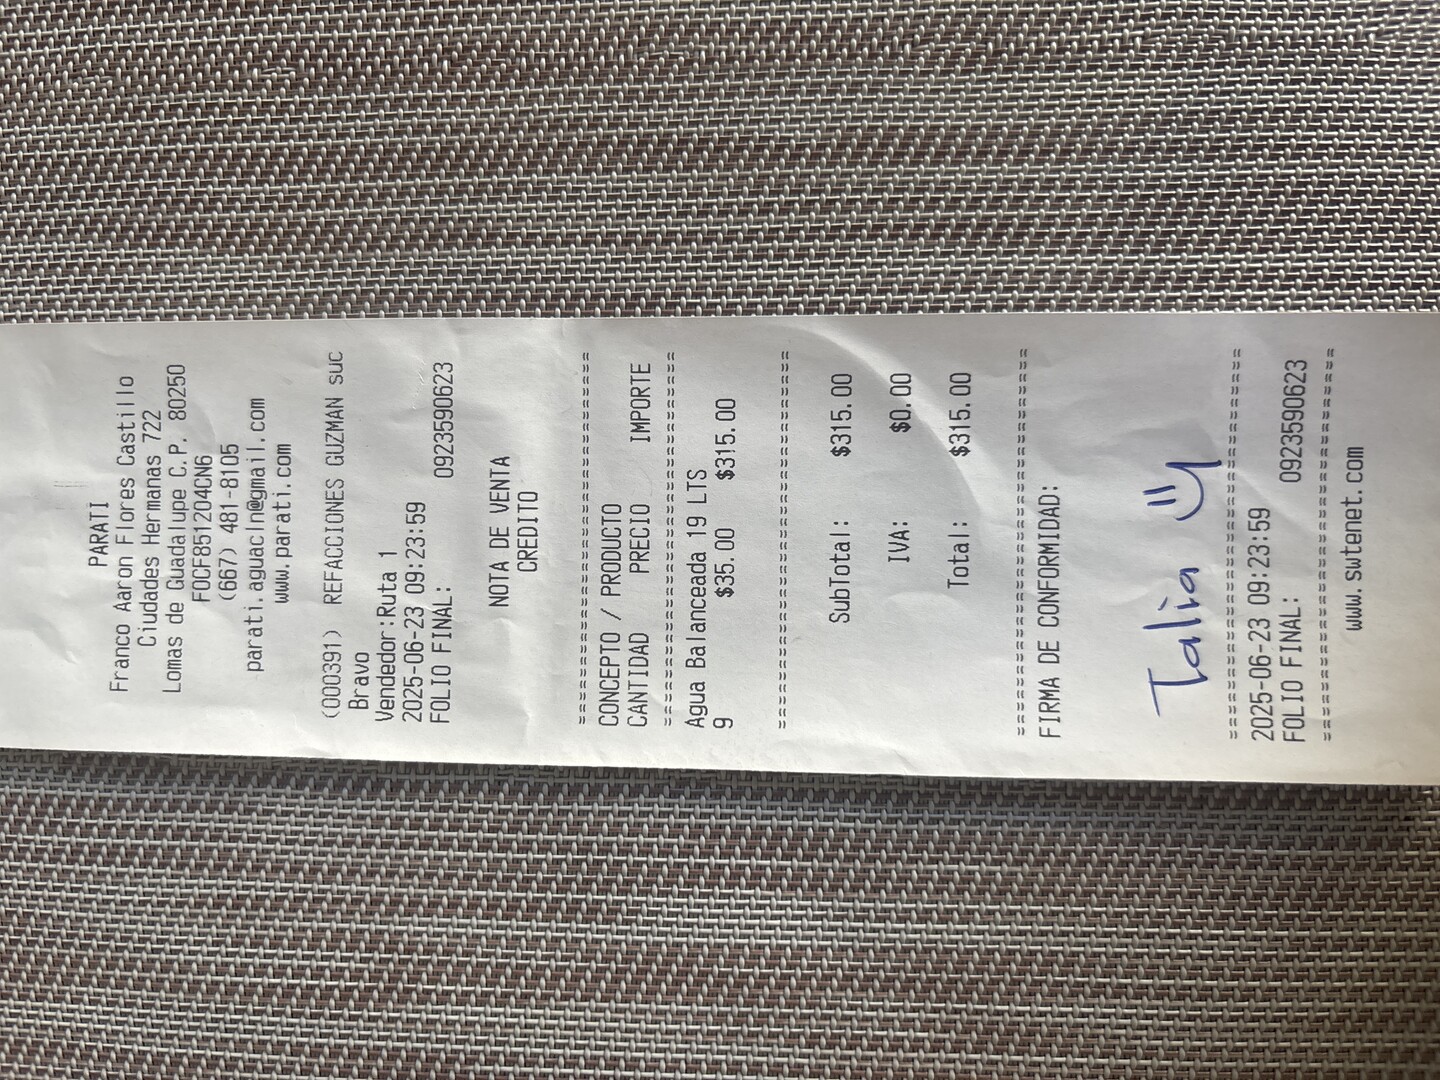 PARATI
Franco Aaron Flores Castillo
Ciudades Hermanas 722
Lomas de Guadalupe C.P. 80250
FOCF851204CN6
(667) 481-8105
parati.aguacln@gmail.com
www.parati.com
(000391) REFACCIONES GUZMAN suc
Bravo
Vendedor:Ruta 1
2025-06-23 09:23:59
FOLIO FINAL: 0923590623
NOTA DE VENTA
CREDITO
================================
CONCEPTO / PRODUCTO
CANTIDAD PRECIO IMPORTE
================================
Agua Balanceada 19 LTS
9 $35.00 $315.00
================================
SubTotal: $315.00
IVA: $0.00
Total: $315.00
================================
FIRMA DE CONFORMIDAD:
Talia
================================
2025-06-23 09:23:59
FOLIO FINAL: 0923590623
================================
www.swtenet.com